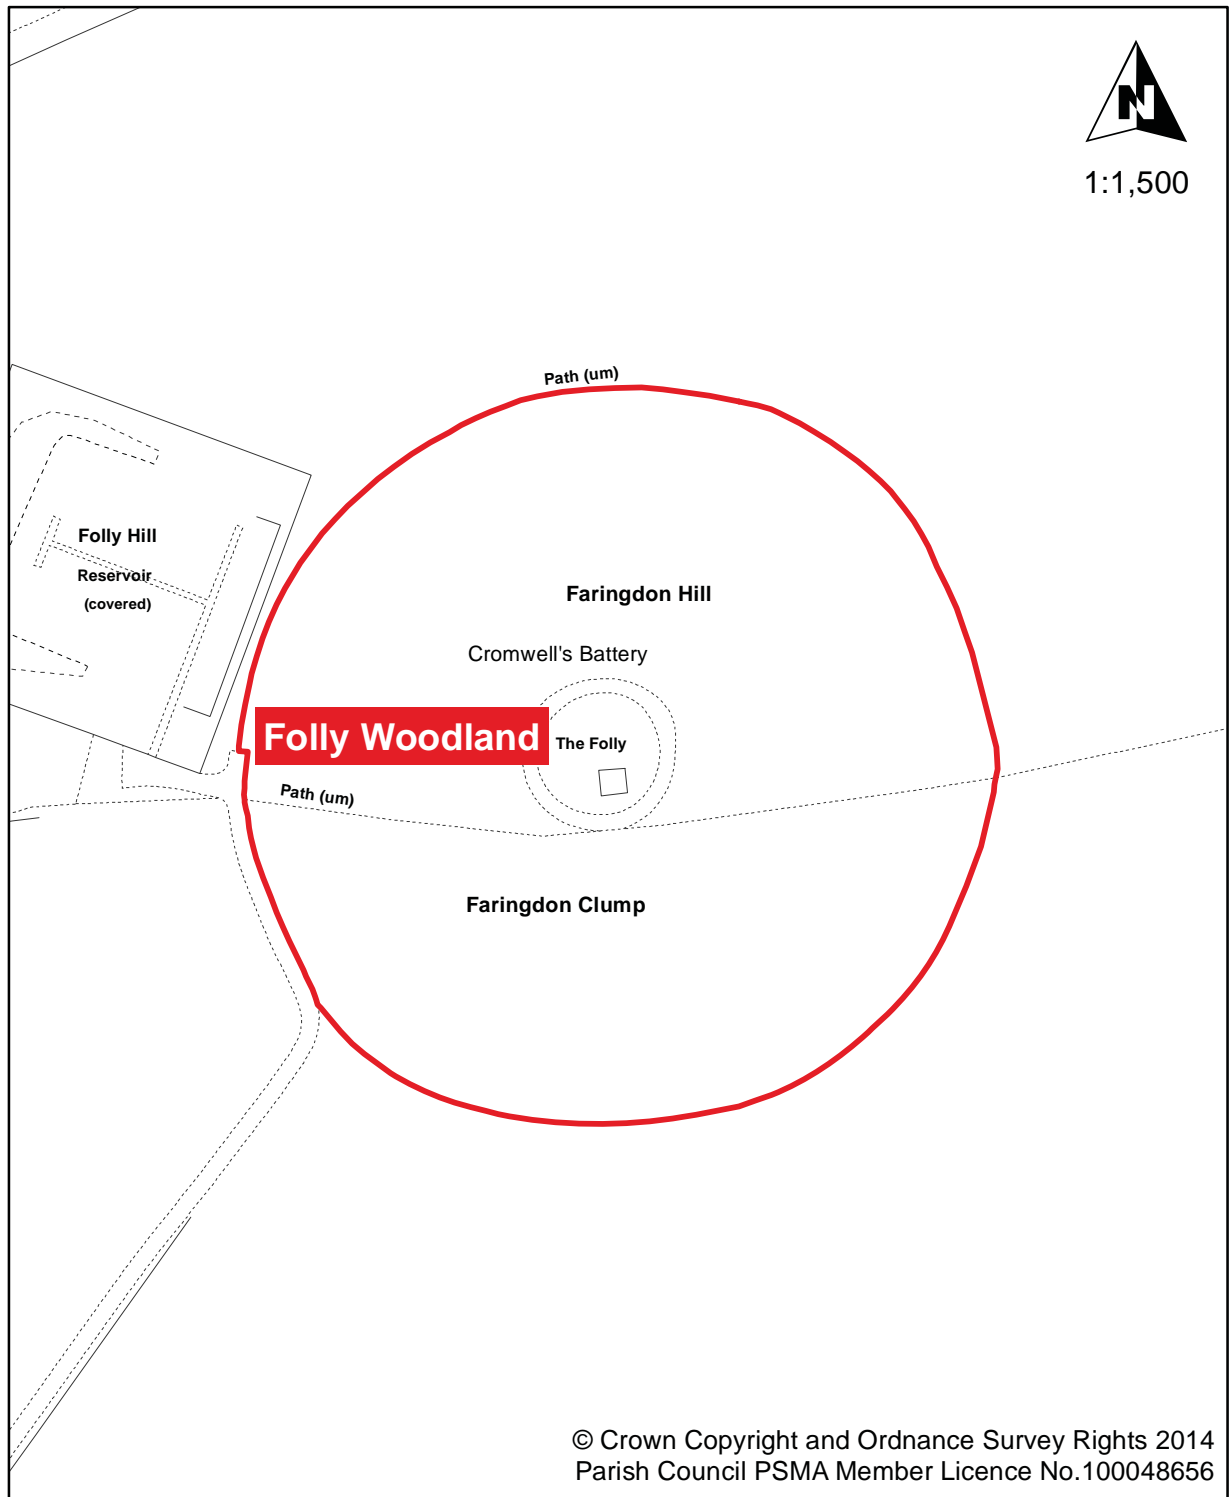 N
1:1,500
Path (um)
Folly Hill
Reservoir
(covered)
Faringdon Hill
Cromwell's Battery
Folly Woodland
The Folly
Path (um)
Faringdon Clump
© Crown Copyright and Ordnance Survey Rights 2014
Parish Council PSMA Member Licence No.100048656